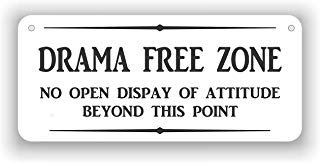 DRAMA FREE ZONE
NO OPEN DISPAY OF ATTITUDE
BEYOND THIS POINT